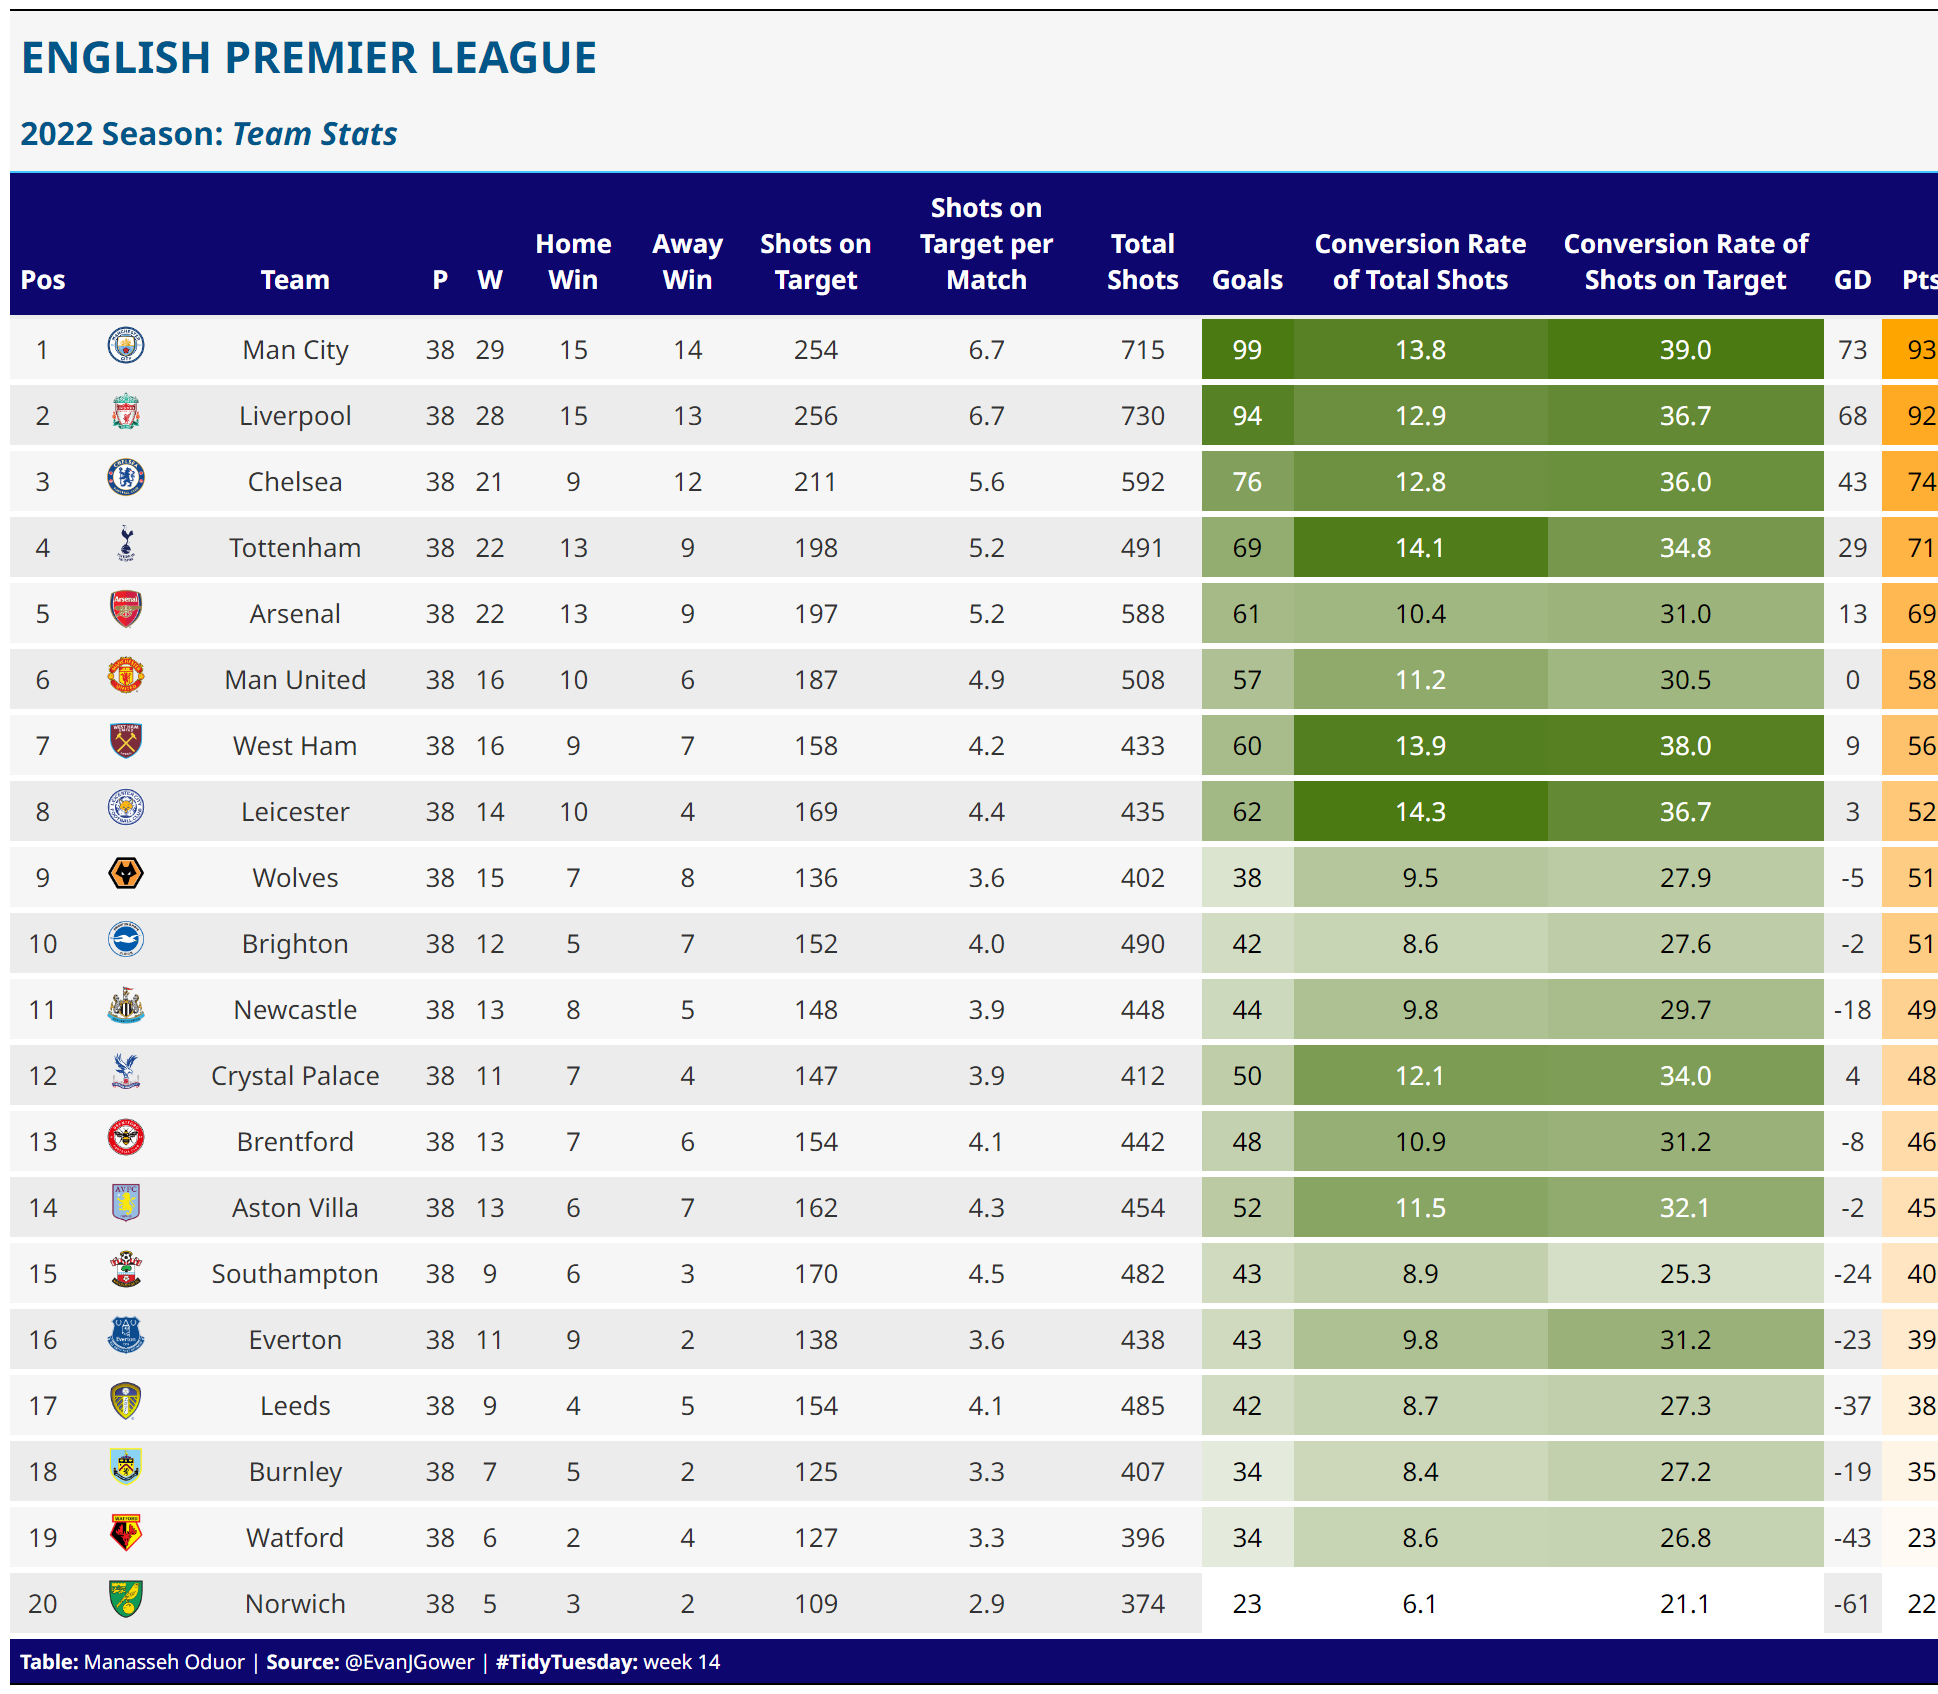 ENGLISH PREMIER LEAGUE
2022 Season: Team Stats
Pos Team P W Home Win Away Win Shots on Target Shots on Target per Match Total Shots Goals Conversion Rate of Total Shots Conversion Rate of Shots on Target GD Pts
1 Man City 38 29 15 14 254 6.7 715 99 13.8 39.0 73 93
2 Liverpool 38 28 15 13 256 6.7 730 94 12.9 36.7 68 92
3 Chelsea 38 21 9 12 211 5.6 592 76 12.8 36.0 43 74
4 Tottenham 38 22 13 9 198 5.2 491 69 14.1 34.8 29 71
5 Arsenal 38 22 13 9 197 5.2 588 61 10.4 31.0 13 69
6 Man United 38 16 10 6 187 4.9 508 57 11.2 30.5 0 58
7 West Ham 38 16 9 7 158 4.2 433 60 13.9 38.0 9 56
8 Leicester 38 14 10 4 169 4.4 435 62 14.3 36.7 3 52
9 Wolves 38 15 7 8 136 3.6 402 38 9.5 27.9 -5 51
10 Brighton 38 12 5 7 152 4.0 490 42 8.6 27.6 -2 51
11 Newcastle 38 13 8 5 148 3.9 448 44 9.8 29.7 -18 49
12 Crystal Palace 38 11 7 4 147 3.9 412 50 12.1 34.0 4 48
13 Brentford 38 13 7 6 154 4.1 442 48 10.9 31.2 -8 46
14 Aston Villa 38 13 6 7 162 4.3 454 52 11.5 32.1 -2 45
15 Southampton 38 9 6 3 170 4.5 482 43 8.9 25.3 -24 40
16 Everton 38 11 9 2 138 3.6 438 43 9.8 31.2 -23 39
17 Leeds 38 9 4 5 154 4.1 485 42 8.7 27.3 -37 38
18 Burnley 38 7 5 2 125 3.3 407 34 8.4 27.2 -19 35
19 Watford 38 6 2 4 127 3.3 396 34 8.6 26.8 -43 23
20 Norwich 38 5 3 2 109 2.9 374 23 6.1 21.1 -61 22
Table: Manasseh Oduor | Source: @EvanJGower | #TidyTuesday: week 14